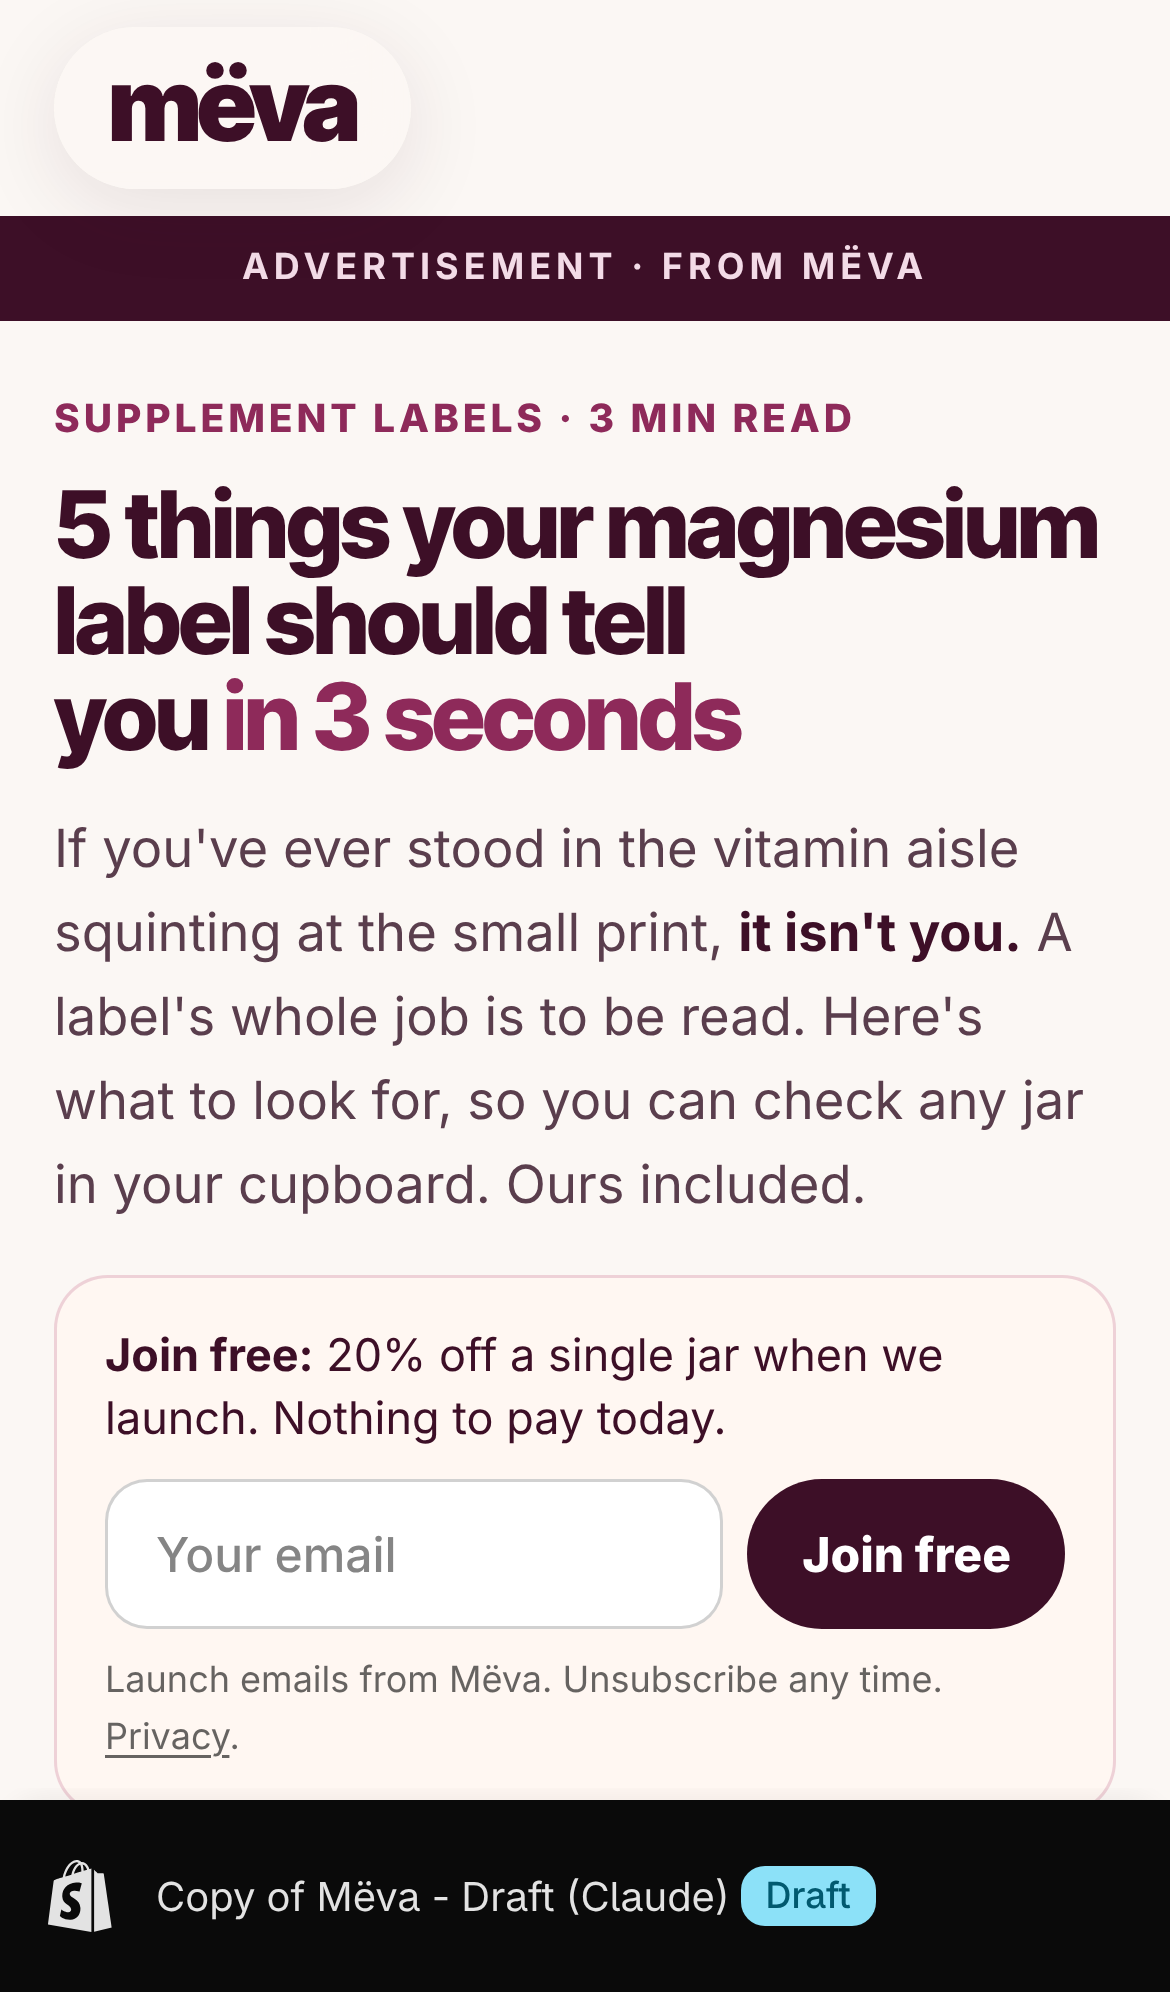 mëva
ADVERTISEMENT · FROM MËVA
SUPPLEMENT LABELS · 3 MIN READ
5 things your magnesium
label should tell
you in 3 seconds
If you've ever stood in the vitamin aisle
squinting at the small print, it isn't you. A
label's whole job is to be read. Here's
what to look for, so you can check any jar
in your cupboard. Ours included.
Join free: 20% off a single jar when we
launch. Nothing to pay today.
Your email
Join free
Launch emails from Mëva. Unsubscribe any time.
Privacy.
Copy of Mëva - Draft (Claude) Draft